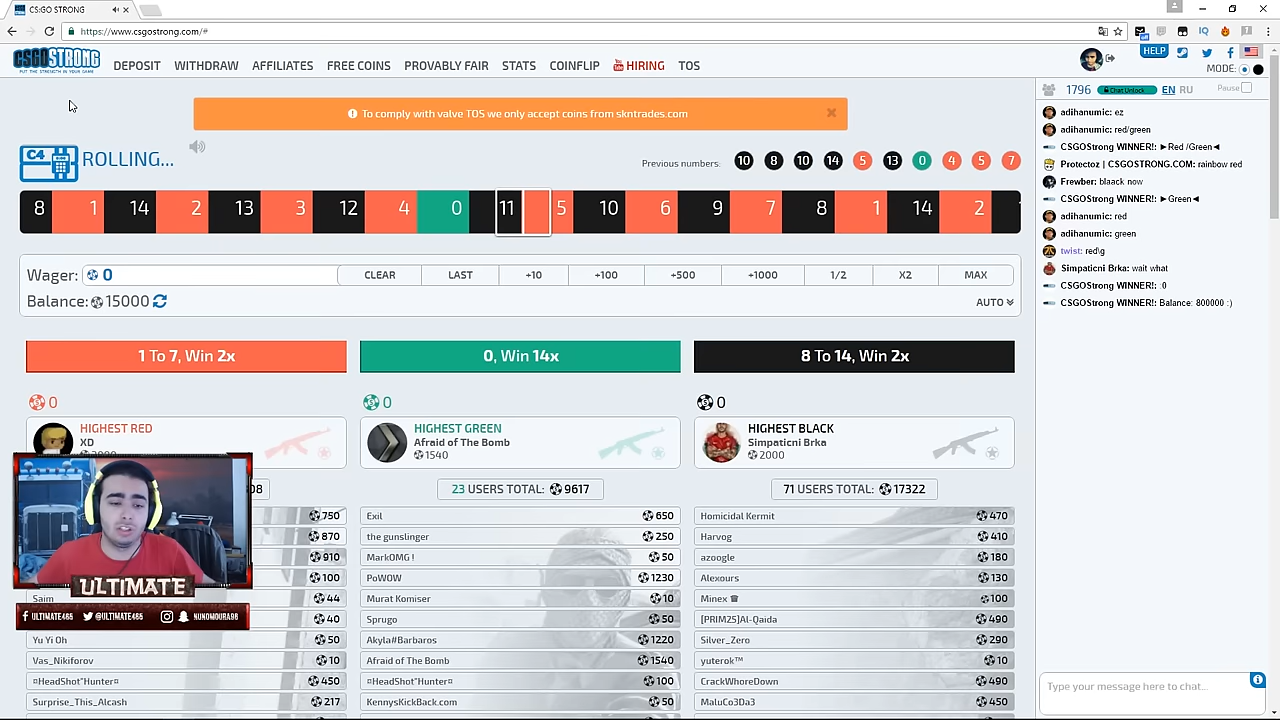 CS:GO STRONG
https://www.csgostrong.com/#
CSGOSTRONG
PUT THE STRENGTH IN YOUR GAME
DEPOSIT
WITHDRAW
AFFILIATES
FREE COINS
PROVABLY FAIR
STATS
COINFLIP
HIRING
TOS
HELP
MODE:
To comply with valve TOS we only accept coins from skntrades.com
C4
ROLLING...
Previous numbers: 10 8 10 14 5 13 0 4 5 7
8 1 14 2 13 3 12 4 0 11 5 10 6 9 7 8 1 14 2
Wager: 0
CLEAR
LAST
+10
+100
+500
+1000
1/2
X2
MAX
Balance: 15000
AUTO
1 To 7, Win 2x
0, Win 14x
8 To 14, Win 2x
0
0
0
HIGHEST RED
XD
HIGHEST GREEN
Afraid of The Bomb
1540
HIGHEST BLACK
Simpaticni Brka
2000
23 USERS TOTAL: 9617
71 USERS TOTAL: 17322
750
870
910
100
Saim 44
40
Yu Yi Oh 50
Vas_Nikiforov 10
¤HeadShot"Hunter¤ 450
Surprise_This_Alcash 217
Exil 650
the gunslinger 250
MarkOMG ! 50
PoWOW 1230
Murat Komiser 10
Sprugo 50
Akyla#Barbaros 1220
Afraid of The Bomb 1540
¤HeadShot"Hunter¤ 100
KennysKickBack.com 50
Homicidal Kermit 470
Harvog 410
azoogle 180
Alexours 130
Minex ☎ 100
[PRIM25]Al-Qaida 490
Silver_Zero 290
yuterok™ 10
CrackWhoreDown 490
MaluCo3Da3 450
ULTIMATE
ULTIMATE465
@ULTIMATE465
NUNOMOURA86
1796
Chat Unlock
EN RU
Pause
adihanumic: ez
adihanumic: red/green
CSGOStrong WINNER!: ►Red /Green◄
Protectoz | CSGOSTRONG.COM: rainbow red
Frewber: blaack now
CSGOStrong WINNER!: ►Green◄
adihanumic: red
adihanumic: green
twist: red\g
Simpaticni Brka: wait what
CSGOStrong WINNER!: :0
CSGOStrong WINNER!: Balance: 800000 :)
Type your message here to chat...